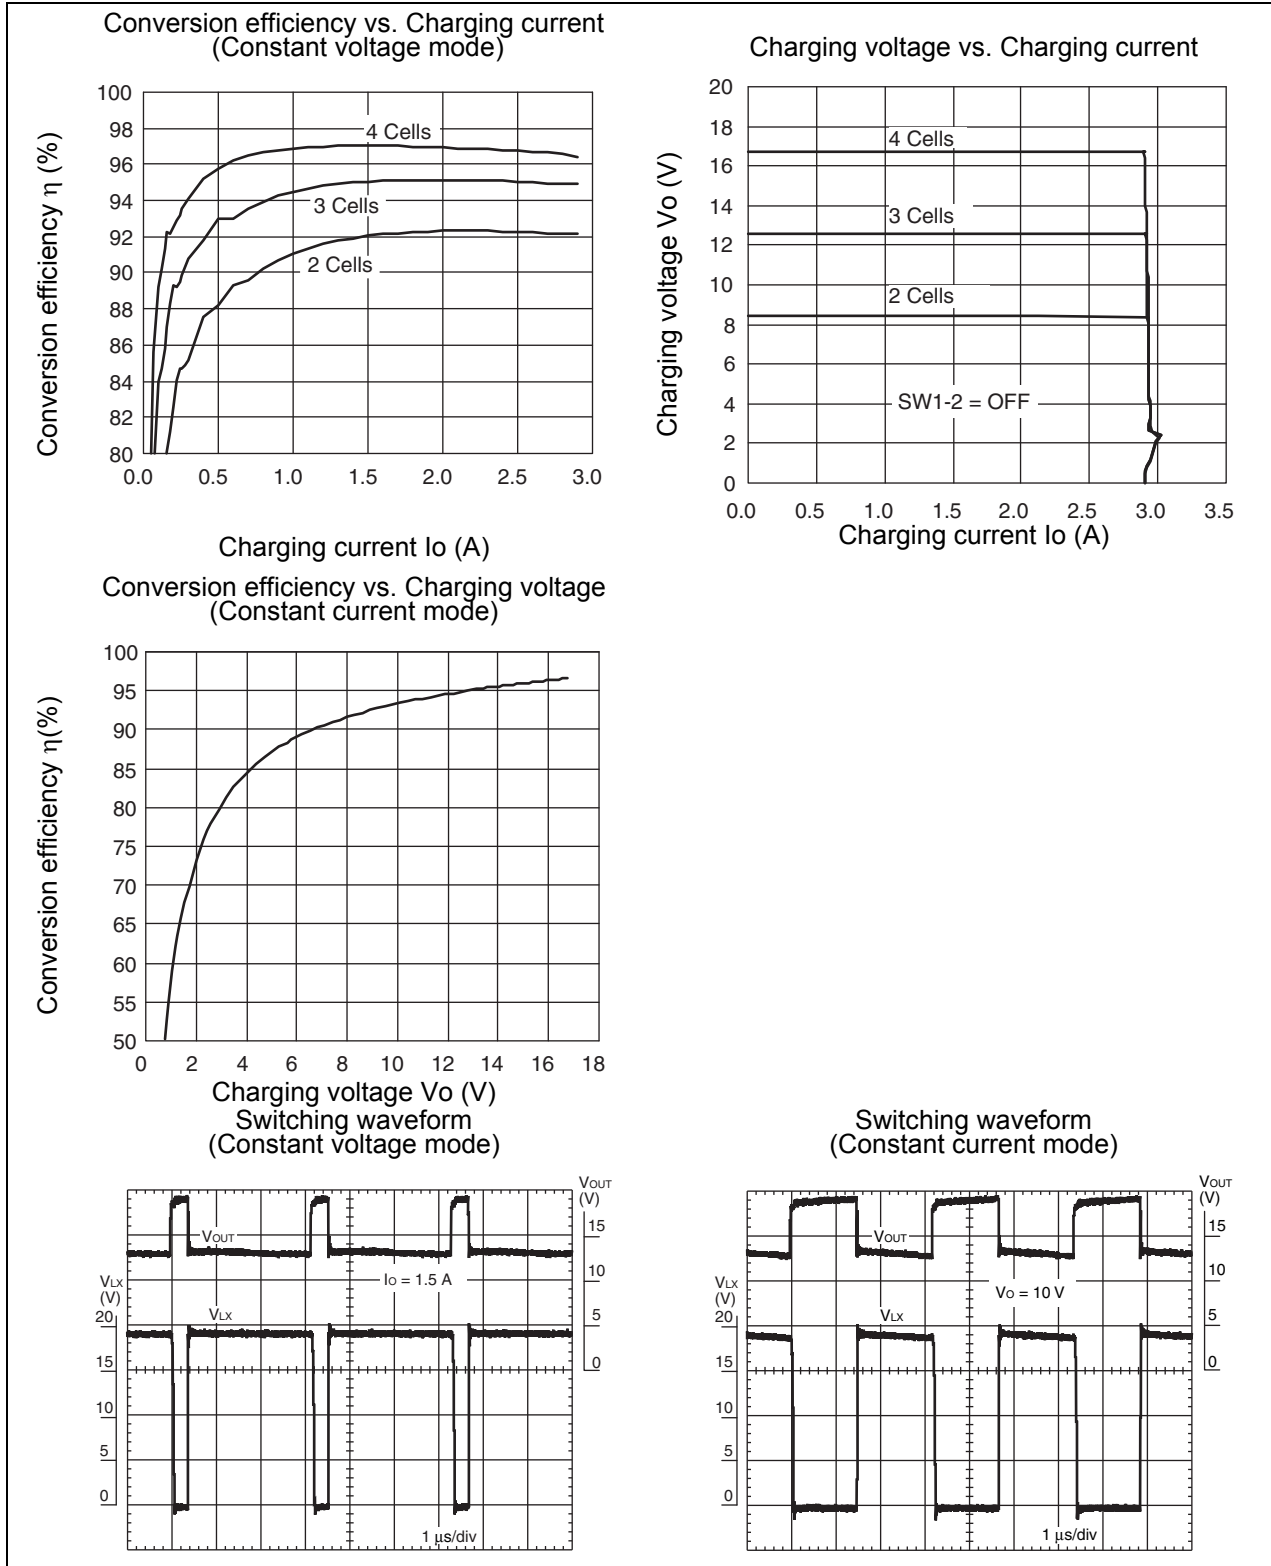 Conversion efficiency vs. Charging current
(Constant voltage mode)
Conversion efficiency η (%)
100
98
96
94
92
90
88
86
84
82
80
4 Cells
3 Cells
2 Cells
0.0 0.5 1.0 1.5 2.0 2.5 3.0
Charging current Io (A)
Charging voltage vs. Charging current
Charging voltage Vo (V)
20
18
16
14
12
10
8
6
4
2
0
4 Cells
3 Cells
2 Cells
SW1-2 = OFF
0.0 0.5 1.0 1.5 2.0 2.5 3.0 3.5
Charging current Io (A)
Conversion efficiency vs. Charging voltage
(Constant current mode)
Conversion efficiency η(%)
100
95
90
85
80
75
70
65
60
55
50
0 2 4 6 8 10 12 14 16 18
Charging voltage Vo (V)
Switching waveform
(Constant voltage mode)
VOUT
(V)
15
10
5
0
VOUT
IO = 1.5 A
VLX
(V)
20
15
10
5
0
VLX
1 μs/div
Switching waveform
(Constant current mode)
VOUT
(V)
15
10
5
0
VOUT
VO = 10 V
VLX
(V)
20
15
10
5
0
VLX
1 μs/div